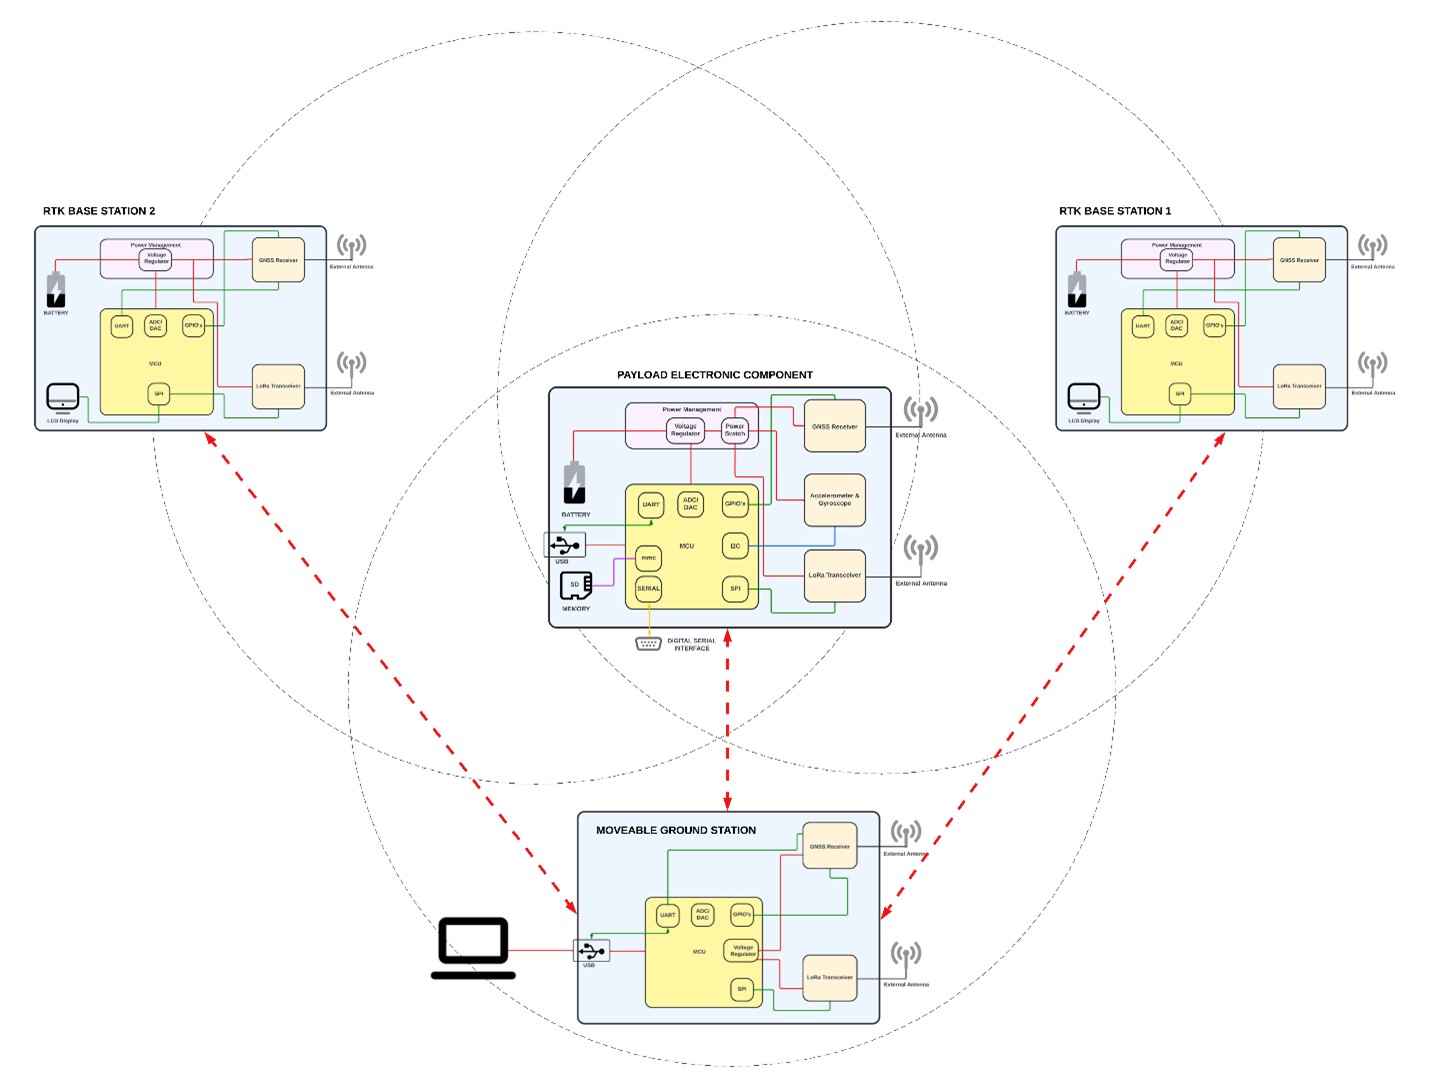 RTK BASE STATION 2
Power Management
Voltage
Regulator
GNSS Receiver
External Antenna
BATTERY
UART
ADC/
DAC
GPIO's
MCU
SPI
LoRa Transceiver
External Antenna
LCD Display
RTK BASE STATION 1
Power Management
Voltage
Regulator
GNSS Receiver
External Antenna
BATTERY
UART
ADC/
DAC
GPIO's
MCU
SPI
LoRa Transceiver
External Antenna
LCD Display
PAYLOAD ELECTRONIC COMPONENT
Power Management
Voltage
Regulator
Power
Switch
GNSS Receiver
External Antenna
BATTERY
UART
ADC/
DAC
GPIO's
Accelerometer &
Gyroscope
USB
MCU
I2C
mmc
SD
MEMORY
SERIAL
SPI
LoRa Transceiver
External Antenna
DIGITAL SERIAL
INTERFACE
MOVEABLE GROUND STATION
GNSS Receiver
External Antenna
UART
ADC/
DAC
GPIO's
USB
MCU
Voltage
Regulator
SPI
LoRa Transceiver
External Antenna